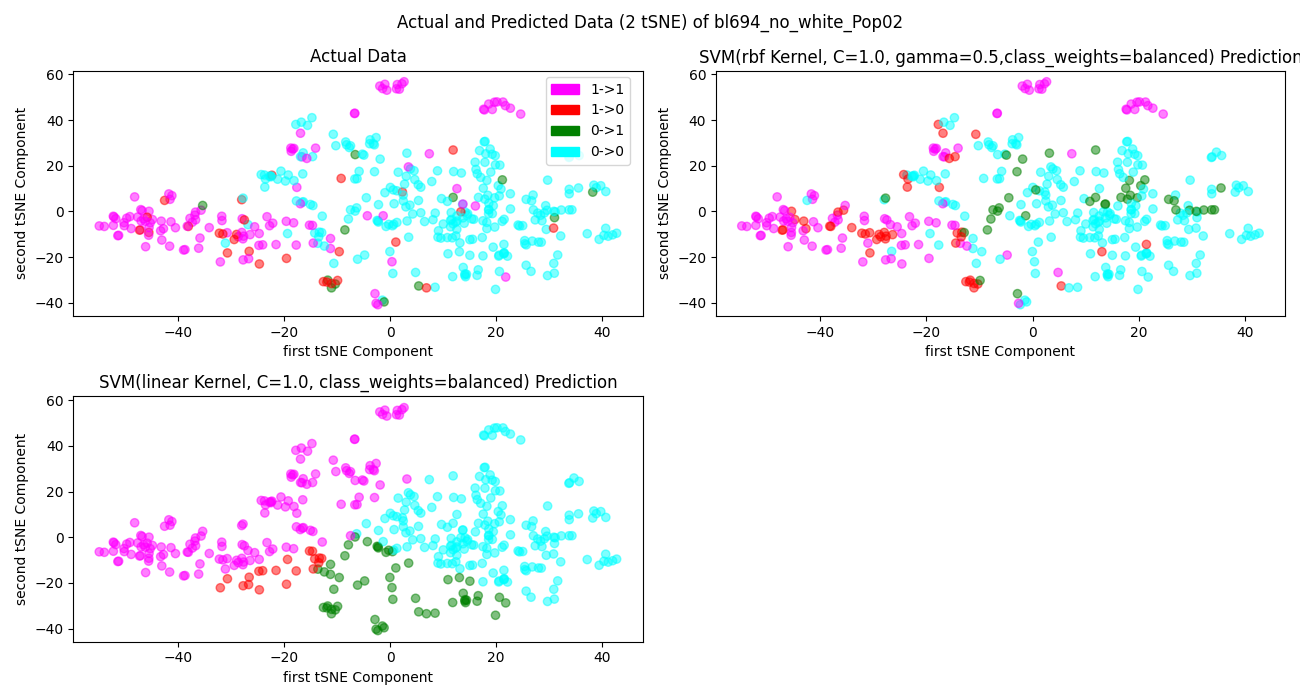 Actual and Predicted Data (2 tSNE) of bl694_no_white_Pop02
Actual Data
60
40
20
0
−20
−40
second tSNE Component
−40 −20 0 20 40
first tSNE Component
1->1
1->0
0->1
0->0
SVM(rbf Kernel, C=1.0, gamma=0.5,class_weights=balanced) Prediction
60
40
20
0
−20
−40
second tSNE Component
−40 −20 0 20 40
first tSNE Component
SVM(linear Kernel, C=1.0, class_weights=balanced) Prediction
60
40
20
0
−20
−40
second tSNE Component
−40 −20 0 20 40
first tSNE Component